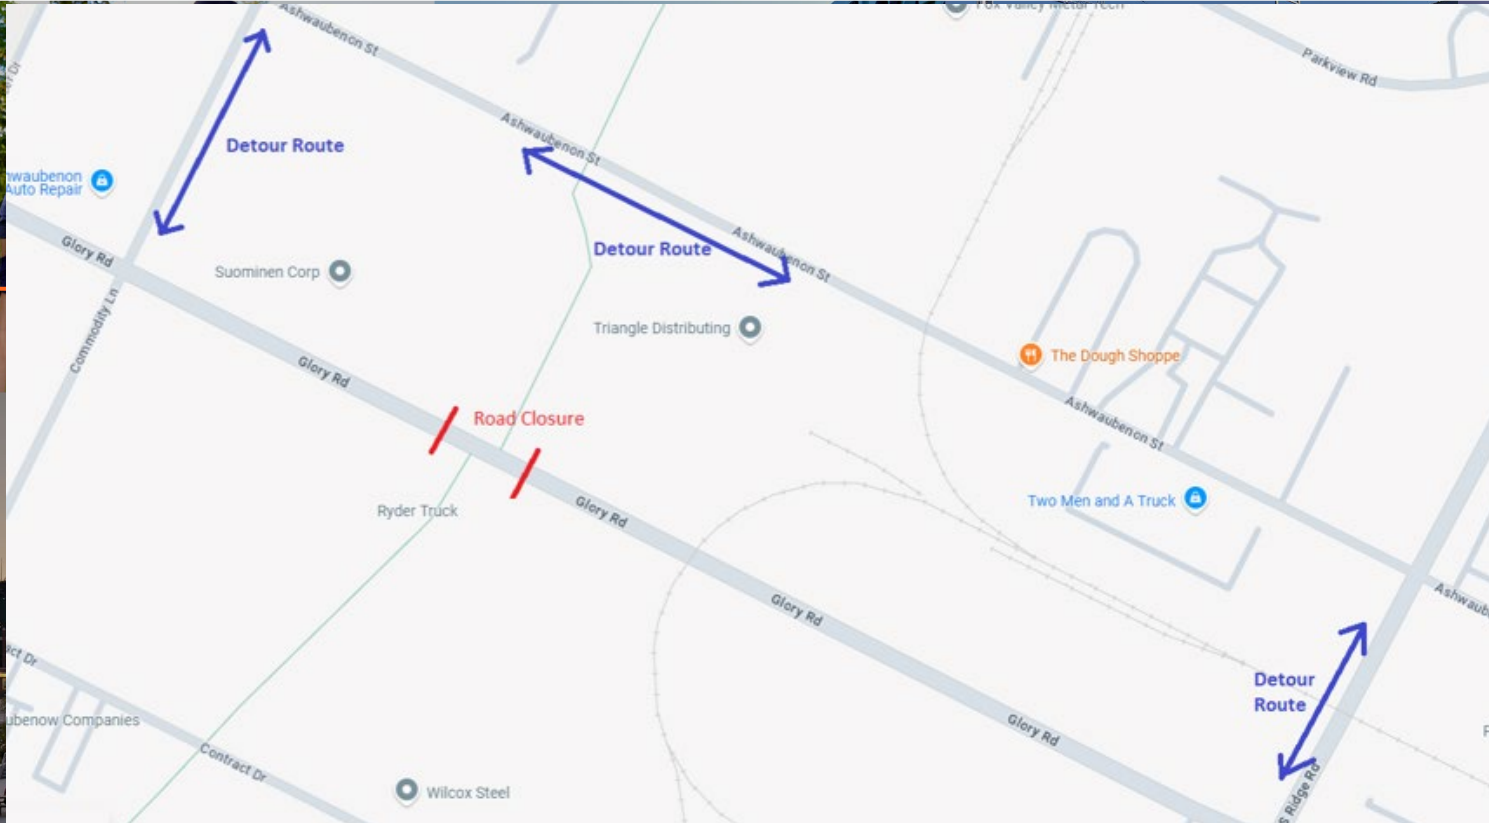 Ashwaubenon St
Parkview Rd
Detour Route
Ashwaubenon St
Auto Repair
Glory Rd
Suominen Corp
Detour Route
Ashwaubenon St
Commodity Ln
Triangle Distributing
The Dough Shoppe
Glory Rd
Road Closure
Ashwaubenon St
Ryder Truck
Glory Rd
Two Men and A Truck
Glory Rd
Detour
Route
Companies
Contract Dr
Glory Rd
Wilcox Steel
S Ridge Rd